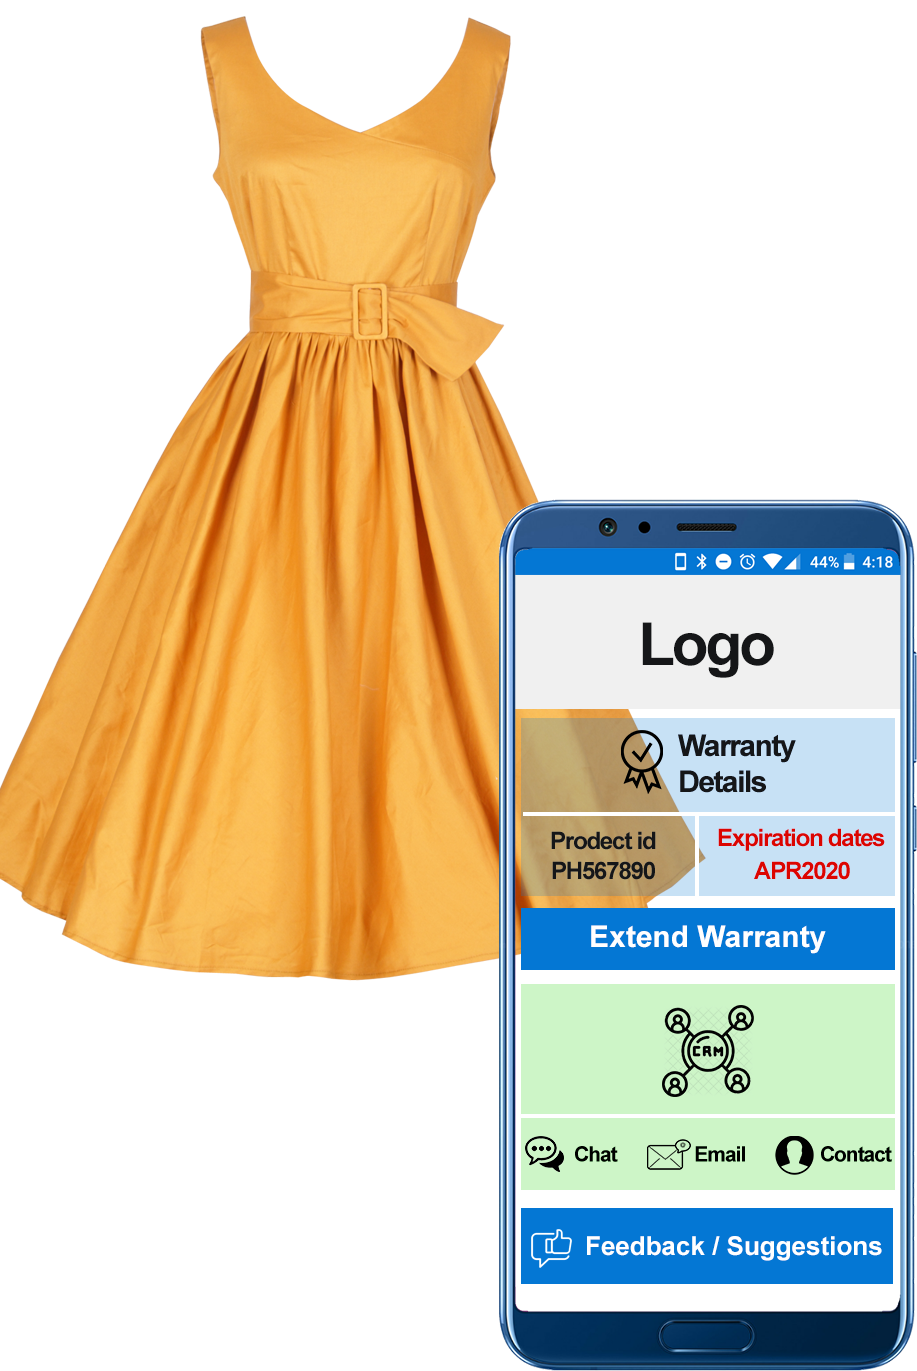 44% 4:18
Logo
Warranty
Details
Prodect id
PH567890
Expiration dates
APR2020
Extend Warranty
CRM
Chat
Email
Contact
Feedback / Suggestions